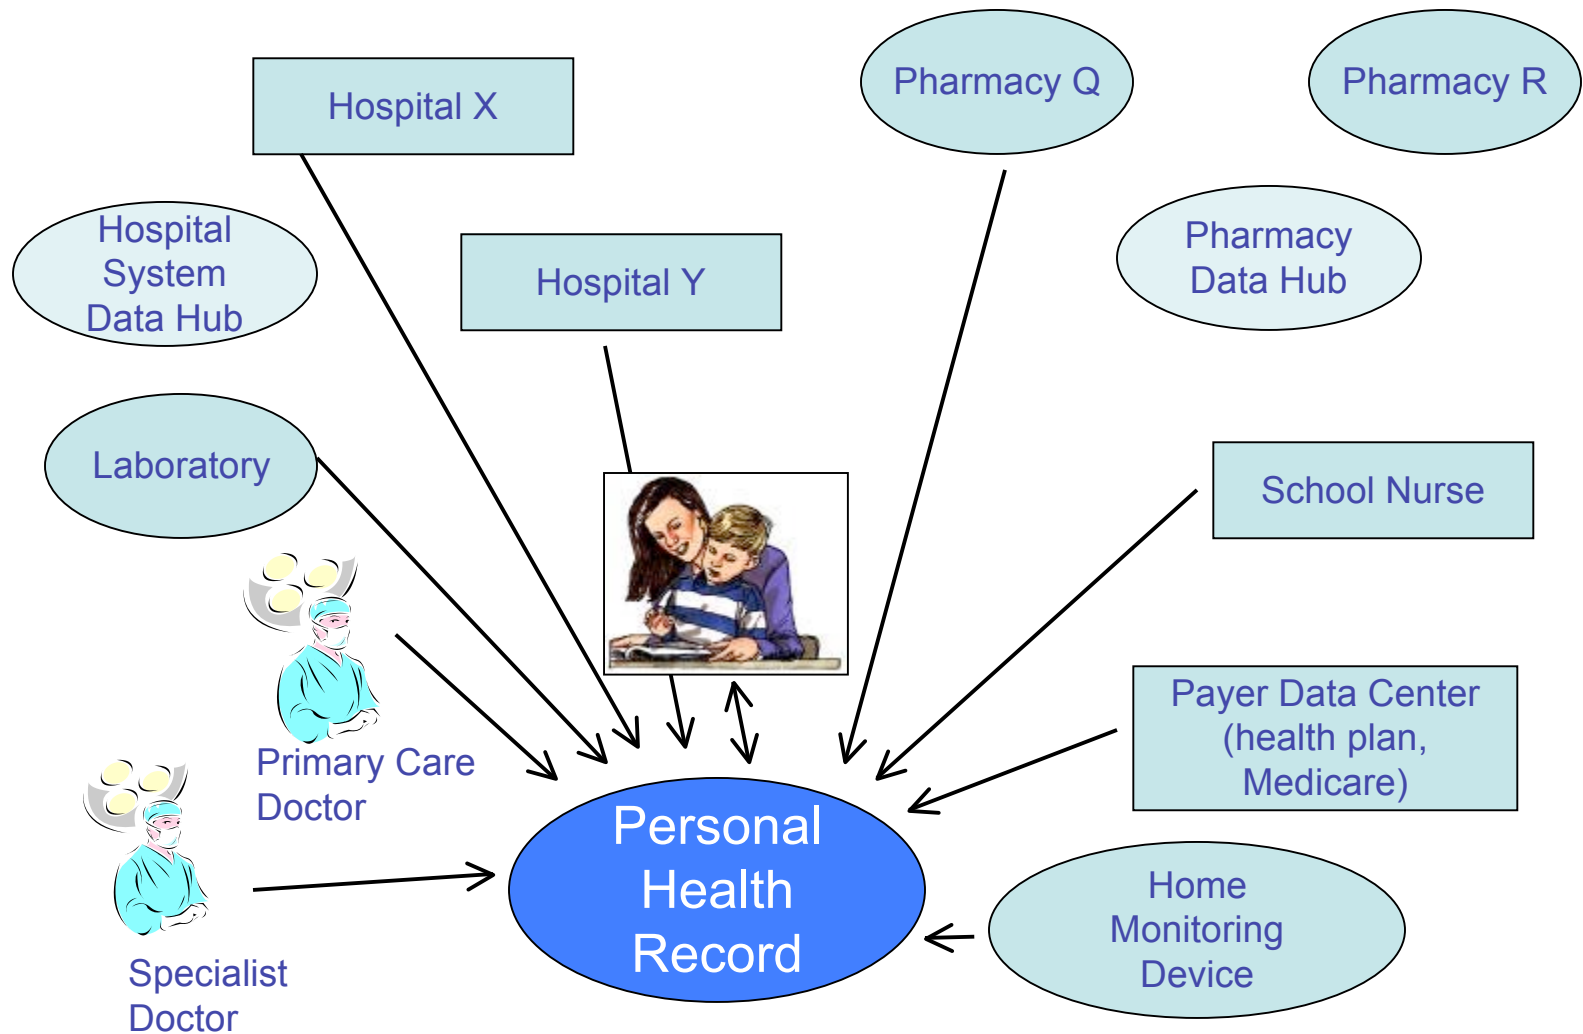 Hospital X
Pharmacy Q
Pharmacy R
Hospital
System
Data Hub
Hospital Y
Pharmacy
Data Hub
Laboratory
School Nurse
Primary Care
Doctor
Payer Data Center
(health plan,
Medicare)
Specialist
Doctor
Personal
Health
Record
Home
Monitoring
Device